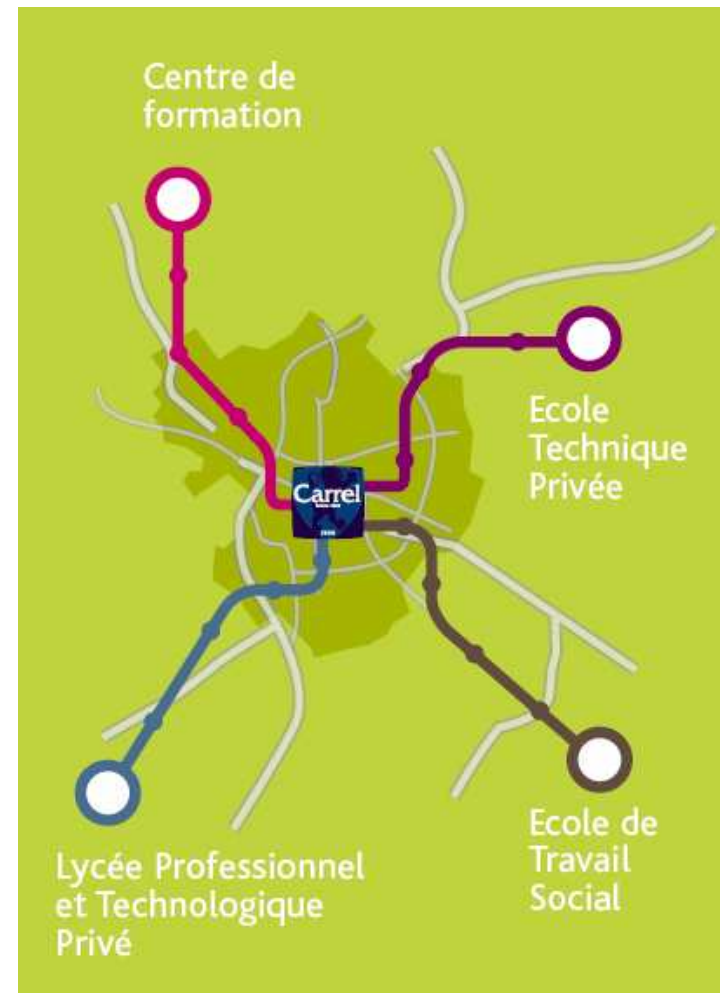 Centre de
formation
Ecole
Technique
Privée
Carrel
Ecole de
Travail
Social
Lycée Professionnel
et Technologique
Privé